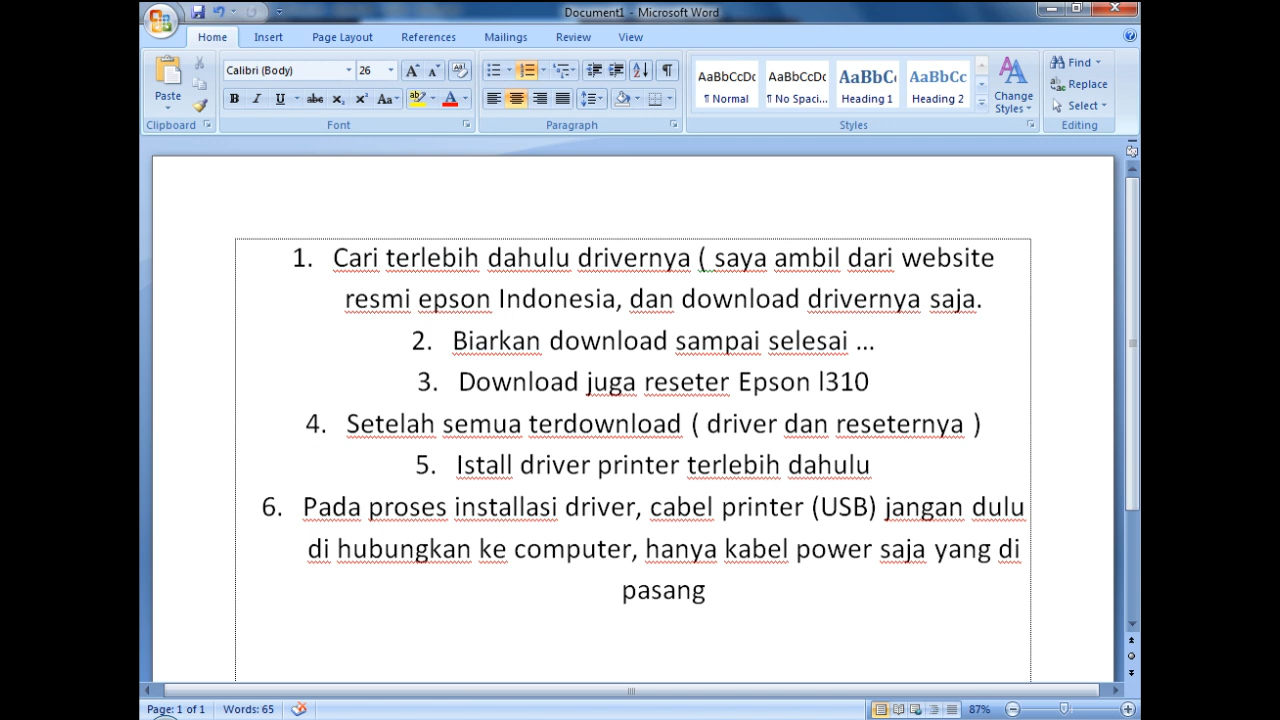 Document1 - Microsoft Word
Home Insert Page Layout References Mailings Review View
Paste
Calibri (Body) 26
AaBbCcDc AaBbCcDc AaBbC AaBbCc
¶ Normal ¶ No Spaci... Heading 1 Heading 2
Change
Styles
Find
Replace
Select
Clipboard Font Paragraph Styles Editing
1. Cari terlebih dahulu drivernya ( saya ambil dari website
resmi epson Indonesia, dan download drivernya saja.
2. Biarkan download sampai selesai ...
3. Download juga reseter Epson l310
4. Setelah semua terdownload ( driver dan reseternya )
5. Istall driver printer terlebih dahulu
6. Pada proses installasi driver, cabel printer (USB) jangan dulu
di hubungkan ke computer, hanya kabel power saja yang di
pasang
Page: 1 of 1 Words: 65 87%